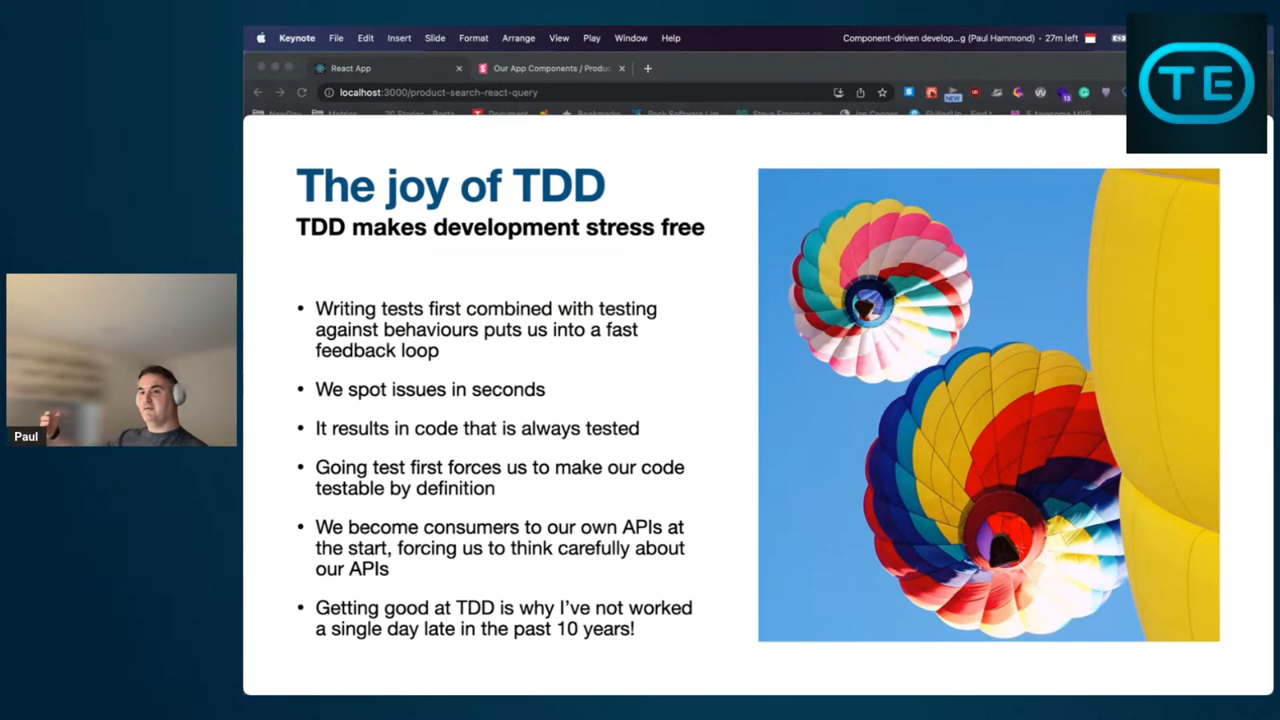 Keynote File Edit Insert Slide Format Arrange View Play Window Help
Component-driven develop...g (Paul Hammond) • 27m left
React App
Our App Components / Produ
localhost:3000/product-search-react-query
NEW
TE
The joy of TDD
TDD makes development stress free
• Writing tests first combined with testing
against behaviours puts us into a fast
feedback loop
• We spot issues in seconds
• It results in code that is always tested
• Going test first forces us to make our code
testable by definition
• We become consumers to our own APIs at
the start, forcing us to think carefully about
our APIs
• Getting good at TDD is why I've not worked
a single day late in the past 10 years!
Paul